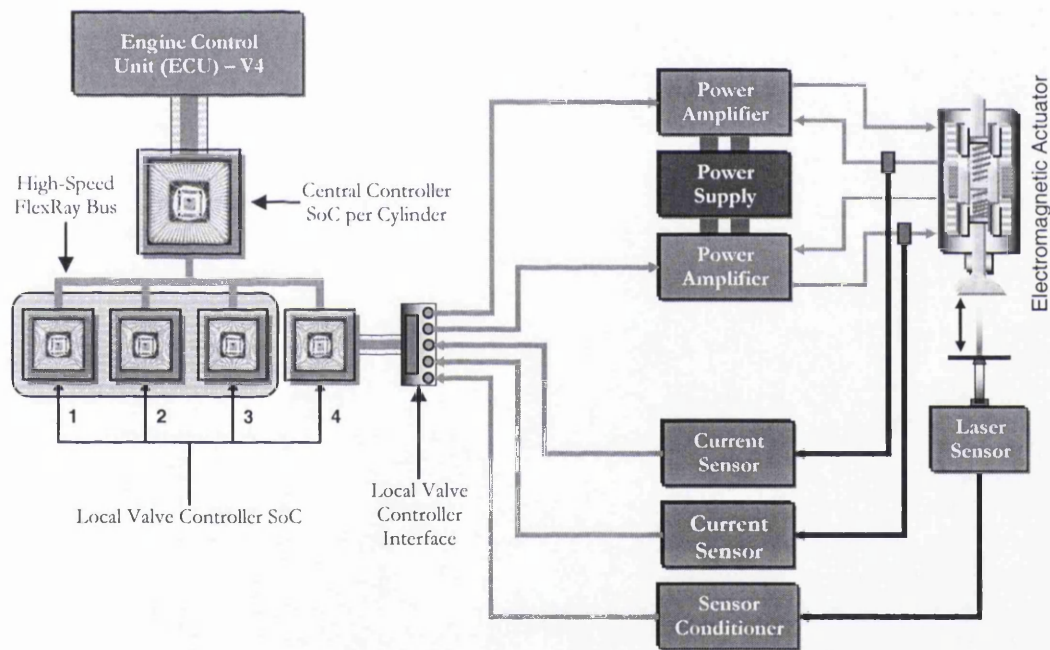 Engine Control
Unit (ECU) – V4
High-Speed
FlexRay Bus
Central Controller
SoC per Cylinder
1
2
3
4
Local Valve Controller SoC
Local Valve
Controller
Interface
Power
Amplifier
Power
Supply
Power
Amplifier
Current
Sensor
Current
Sensor
Sensor
Conditioner
Laser
Sensor
Electromagnetic Actuator